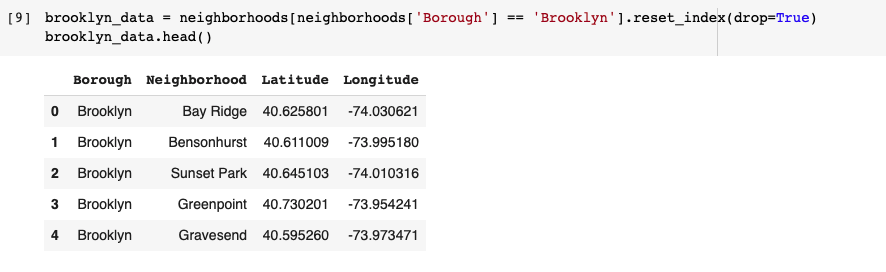 [9] brooklyn_data = neighborhoods[neighborhoods['Borough'] == 'Brooklyn'].reset_index(drop=True)
brooklyn_data.head()
Borough Neighborhood Latitude Longitude
0 Brooklyn Bay Ridge 40.625801 -74.030621
1 Brooklyn Bensonhurst 40.611009 -73.995180
2 Brooklyn Sunset Park 40.645103 -74.010316
3 Brooklyn Greenpoint 40.730201 -73.954241
4 Brooklyn Gravesend 40.595260 -73.973471